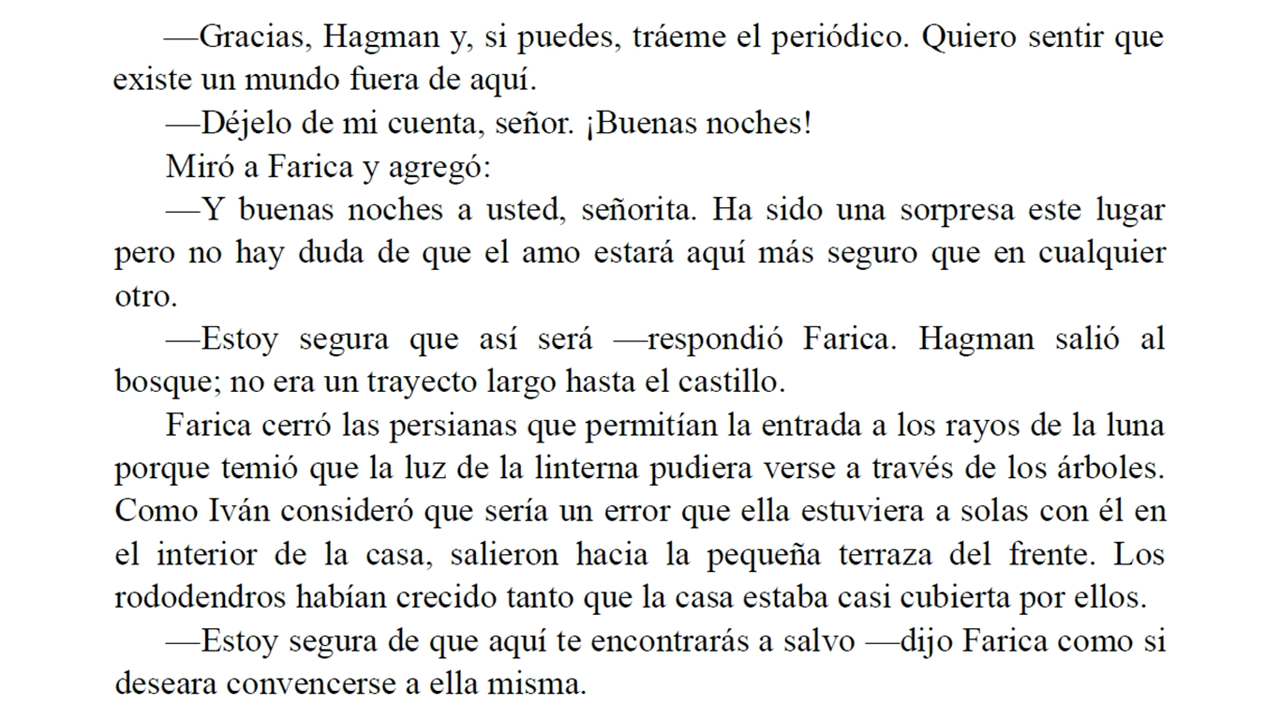 —Gracias, Hagman y, si puedes, tráeme el periódico. Quiero sentir que
existe un mundo fuera de aquí.
—Déjelo de mi cuenta, señor. ¡Buenas noches!
Miró a Farica y agregó:
—Y buenas noches a usted, señorita. Ha sido una sorpresa este lugar
pero no hay duda de que el amo estará aquí más seguro que en cualquier
otro.
—Estoy segura que así será —respondió Farica. Hagman salió al
bosque; no era un trayecto largo hasta el castillo.
Farica cerró las persianas que permitían la entrada a los rayos de la luna
porque temió que la luz de la linterna pudiera verse a través de los árboles.
Como Iván consideró que sería un error que ella estuviera a solas con él en
el interior de la casa, salieron hacia la pequeña terraza del frente. Los
rododendros habían crecido tanto que la casa estaba casi cubierta por ellos.
—Estoy segura de que aquí te encontrarás a salvo —dijo Farica como si
deseara convencerse a ella misma.